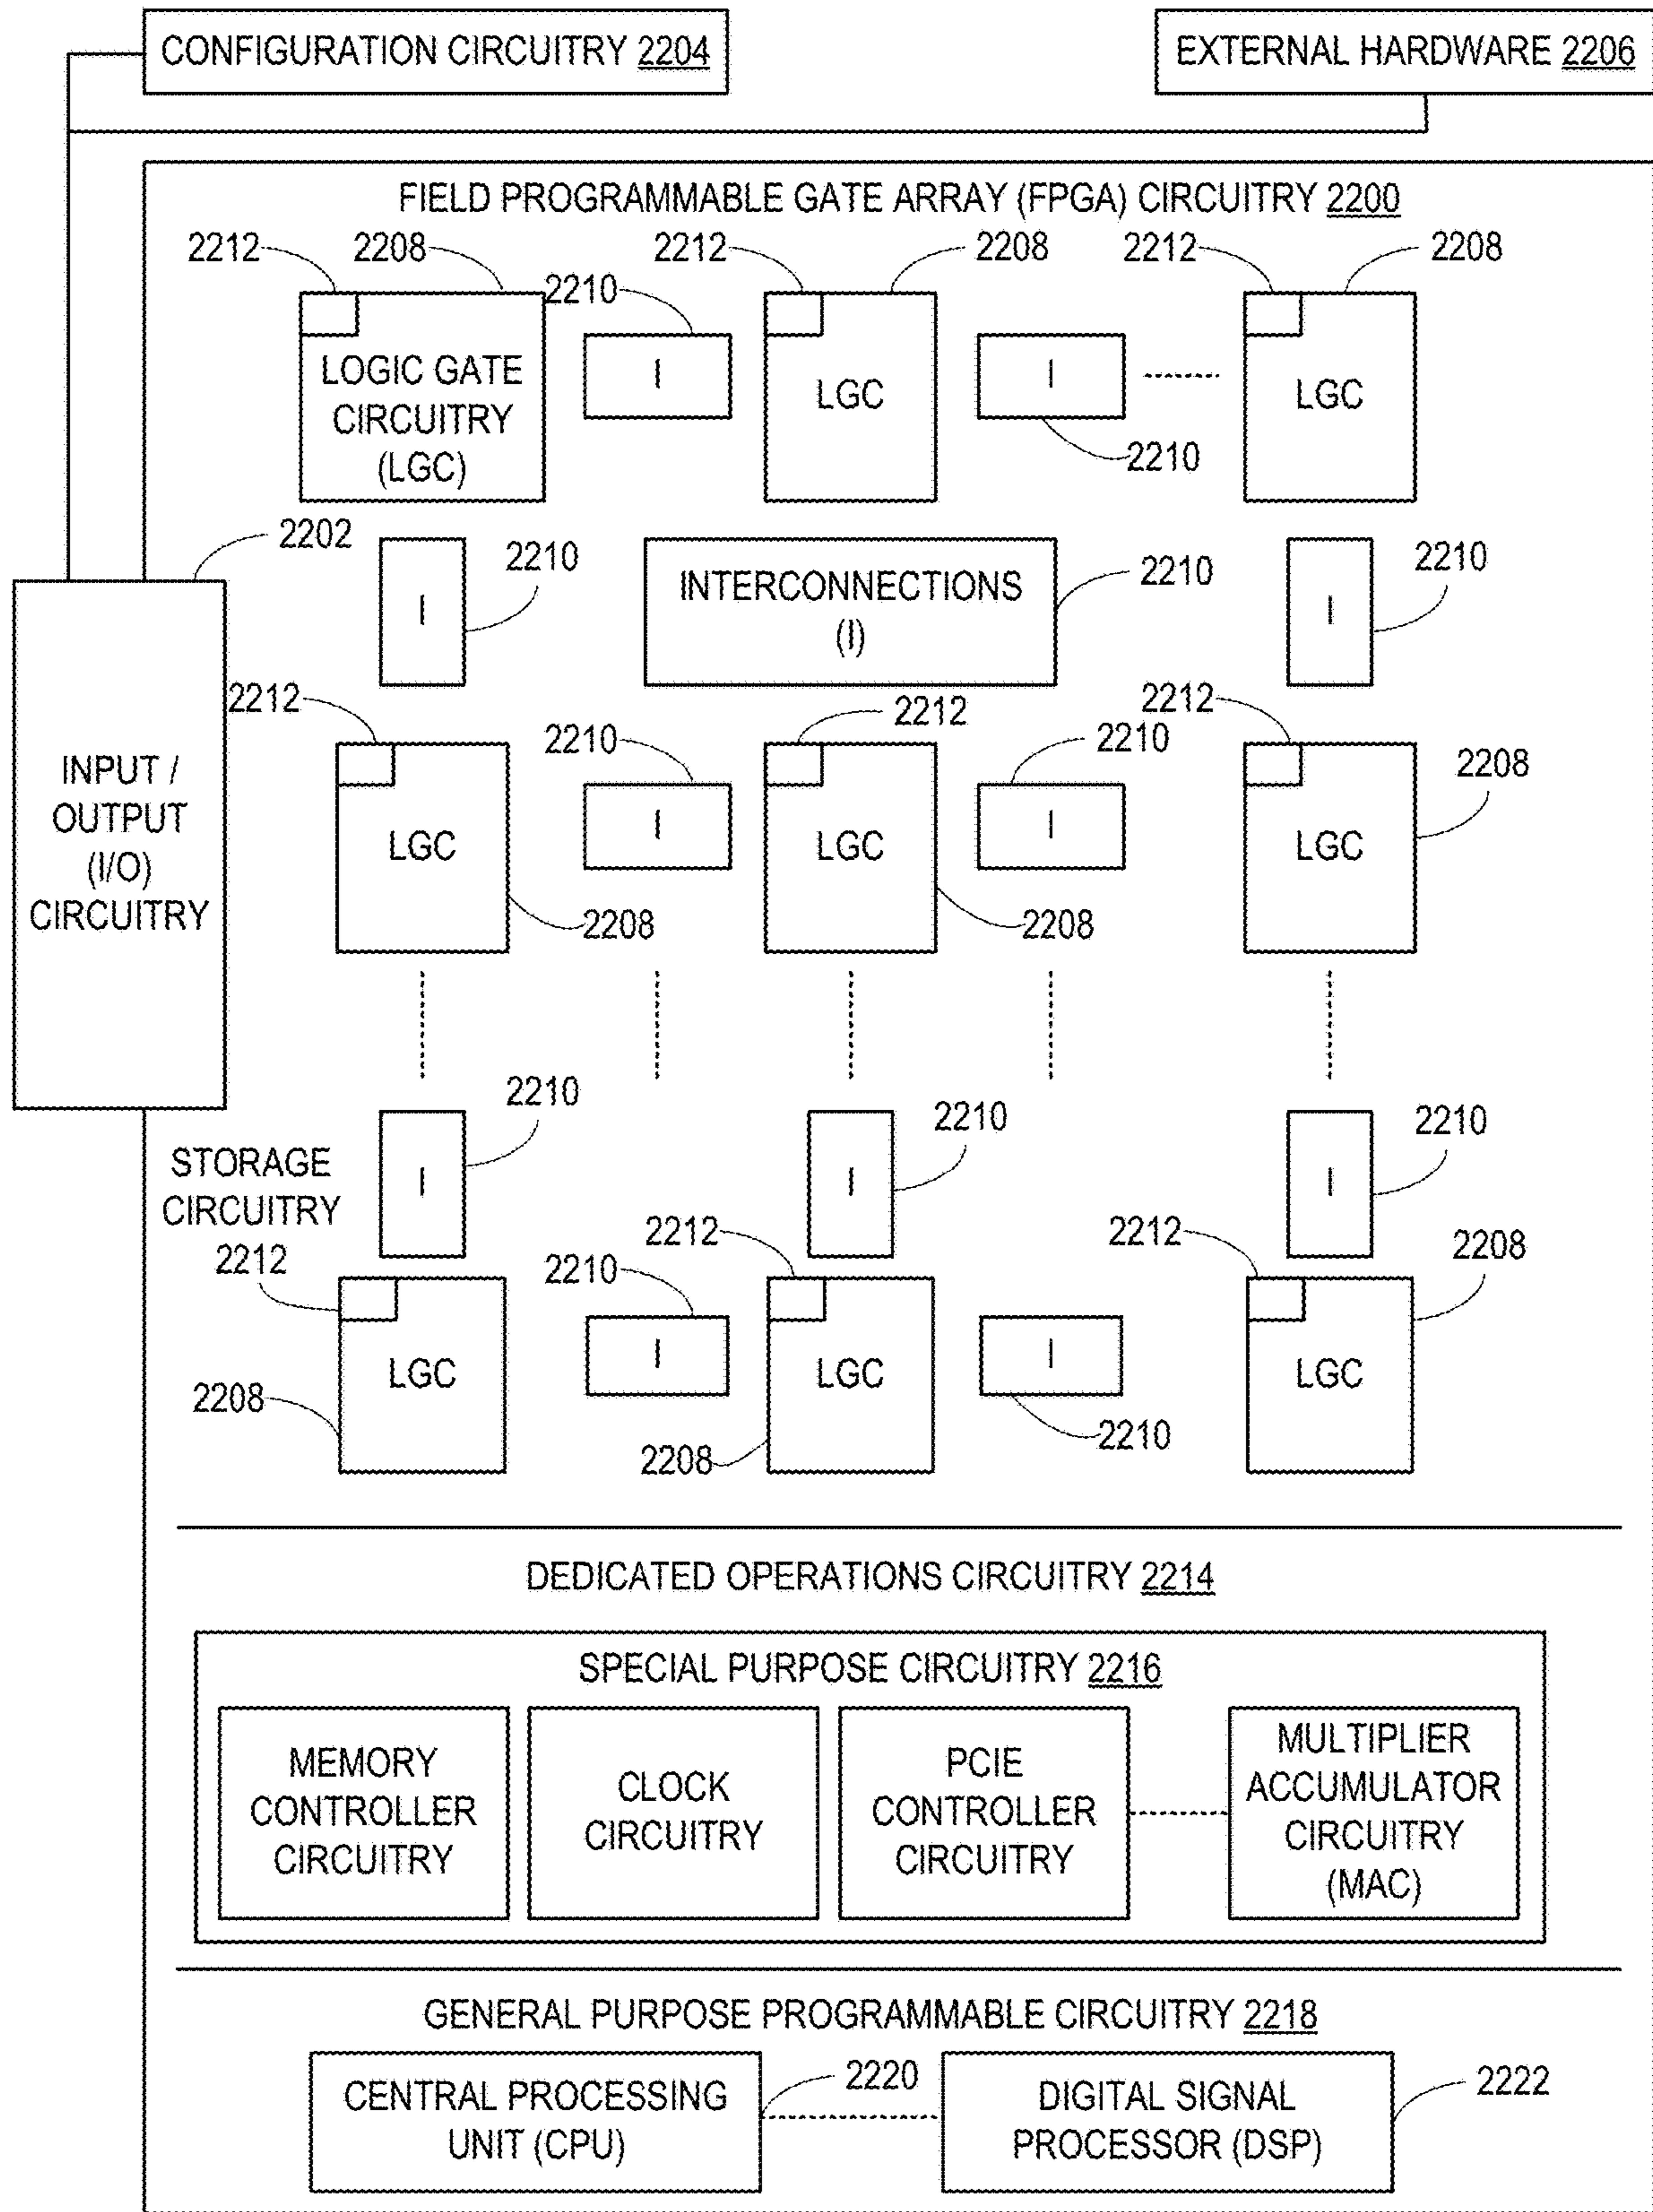 CONFIGURATION CIRCUITRY 2204
EXTERNAL HARDWARE 2206
FIELD PROGRAMMABLE GATE ARRAY (FPGA) CIRCUITRY 2200
2212
2208
2210
2212
2208
2212
2208
LOGIC GATE
CIRCUITRY
(LGC)
I
LGC
I
LGC
2210
2202
2210
2210
2210
I
INTERCONNECTIONS
(I)
I
2212
2212
2212
2210
2210
2208
INPUT /
OUTPUT
(I/O)
CIRCUITRY
LGC
I
LGC
I
LGC
2208
2208
2210
2210
2210
STORAGE
CIRCUITRY
I
I
I
2212
2212
2212
2208
2210
LGC
I
LGC
I
LGC
2208
2208
2210
DEDICATED OPERATIONS CIRCUITRY 2214
SPECIAL PURPOSE CIRCUITRY 2216
MEMORY
CONTROLLER
CIRCUITRY
CLOCK
CIRCUITRY
PCIE
CONTROLLER
CIRCUITRY
MULTIPLIER
ACCUMULATOR
CIRCUITRY
(MAC)
GENERAL PURPOSE PROGRAMMABLE CIRCUITRY 2218
CENTRAL PROCESSING
UNIT (CPU)
2220
DIGITAL SIGNAL
PROCESSOR (DSP)
2222